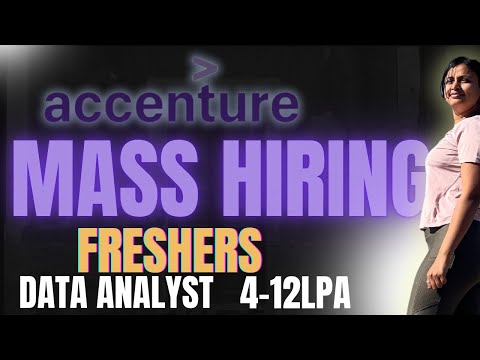 >
accenture
MASS HIRING
FRESHERS
DATA ANALYST 4-12LPA